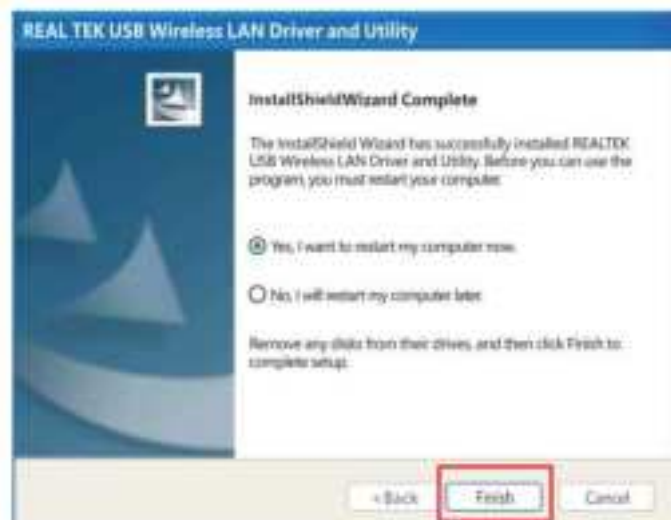 REAL TEK USB Wireless LAN Driver and Utility
InstallShieldWizard Complete
The InstallShield Wizard has successfully installed REALTEK
USB Wireless LAN Driver and Utility. Before you can use the
program, you must restart your computer.
Yes, I want to restart my computer now.
No, I will restart my computer later.
Remove any disks from their drives, and then click Finish to
complete setup.
< Back
Finish
Cancel